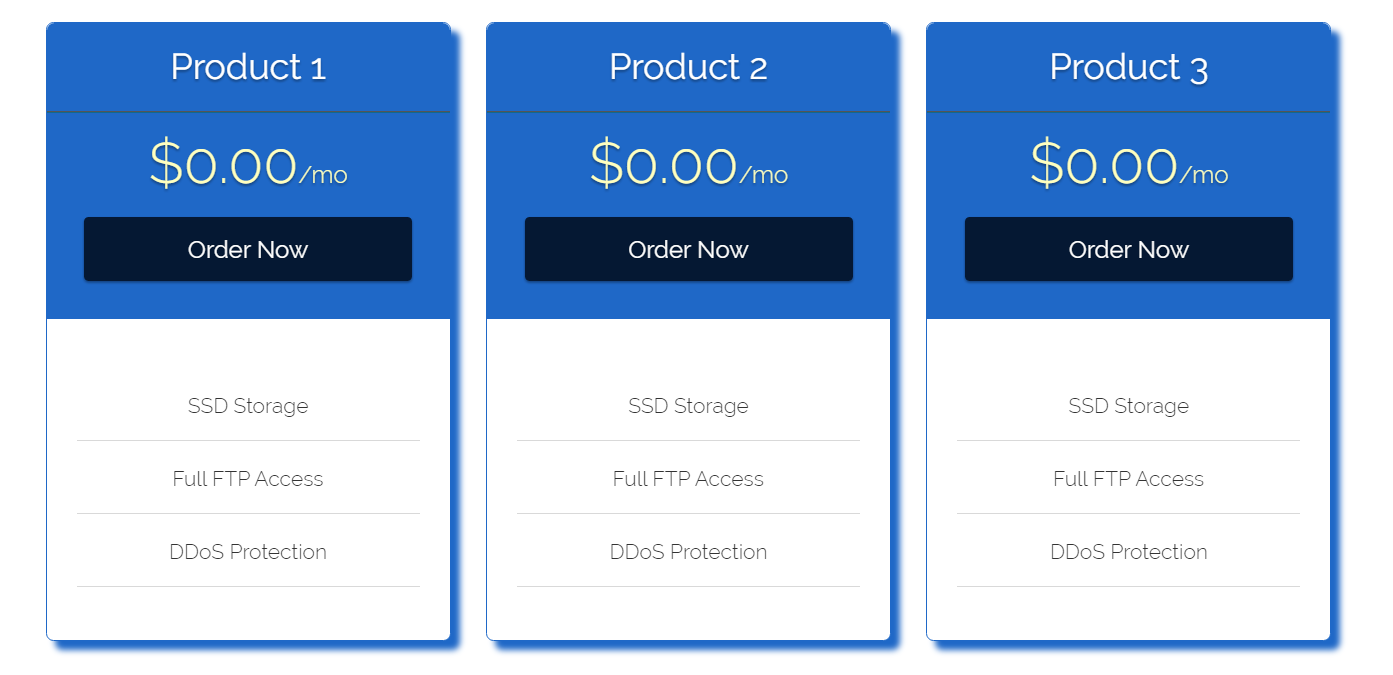 Product 1
$0.00/mo
Order Now
SSD Storage
Full FTP Access
DDoS Protection
Product 2
$0.00/mo
Order Now
SSD Storage
Full FTP Access
DDoS Protection
Product 3
$0.00/mo
Order Now
SSD Storage
Full FTP Access
DDoS Protection